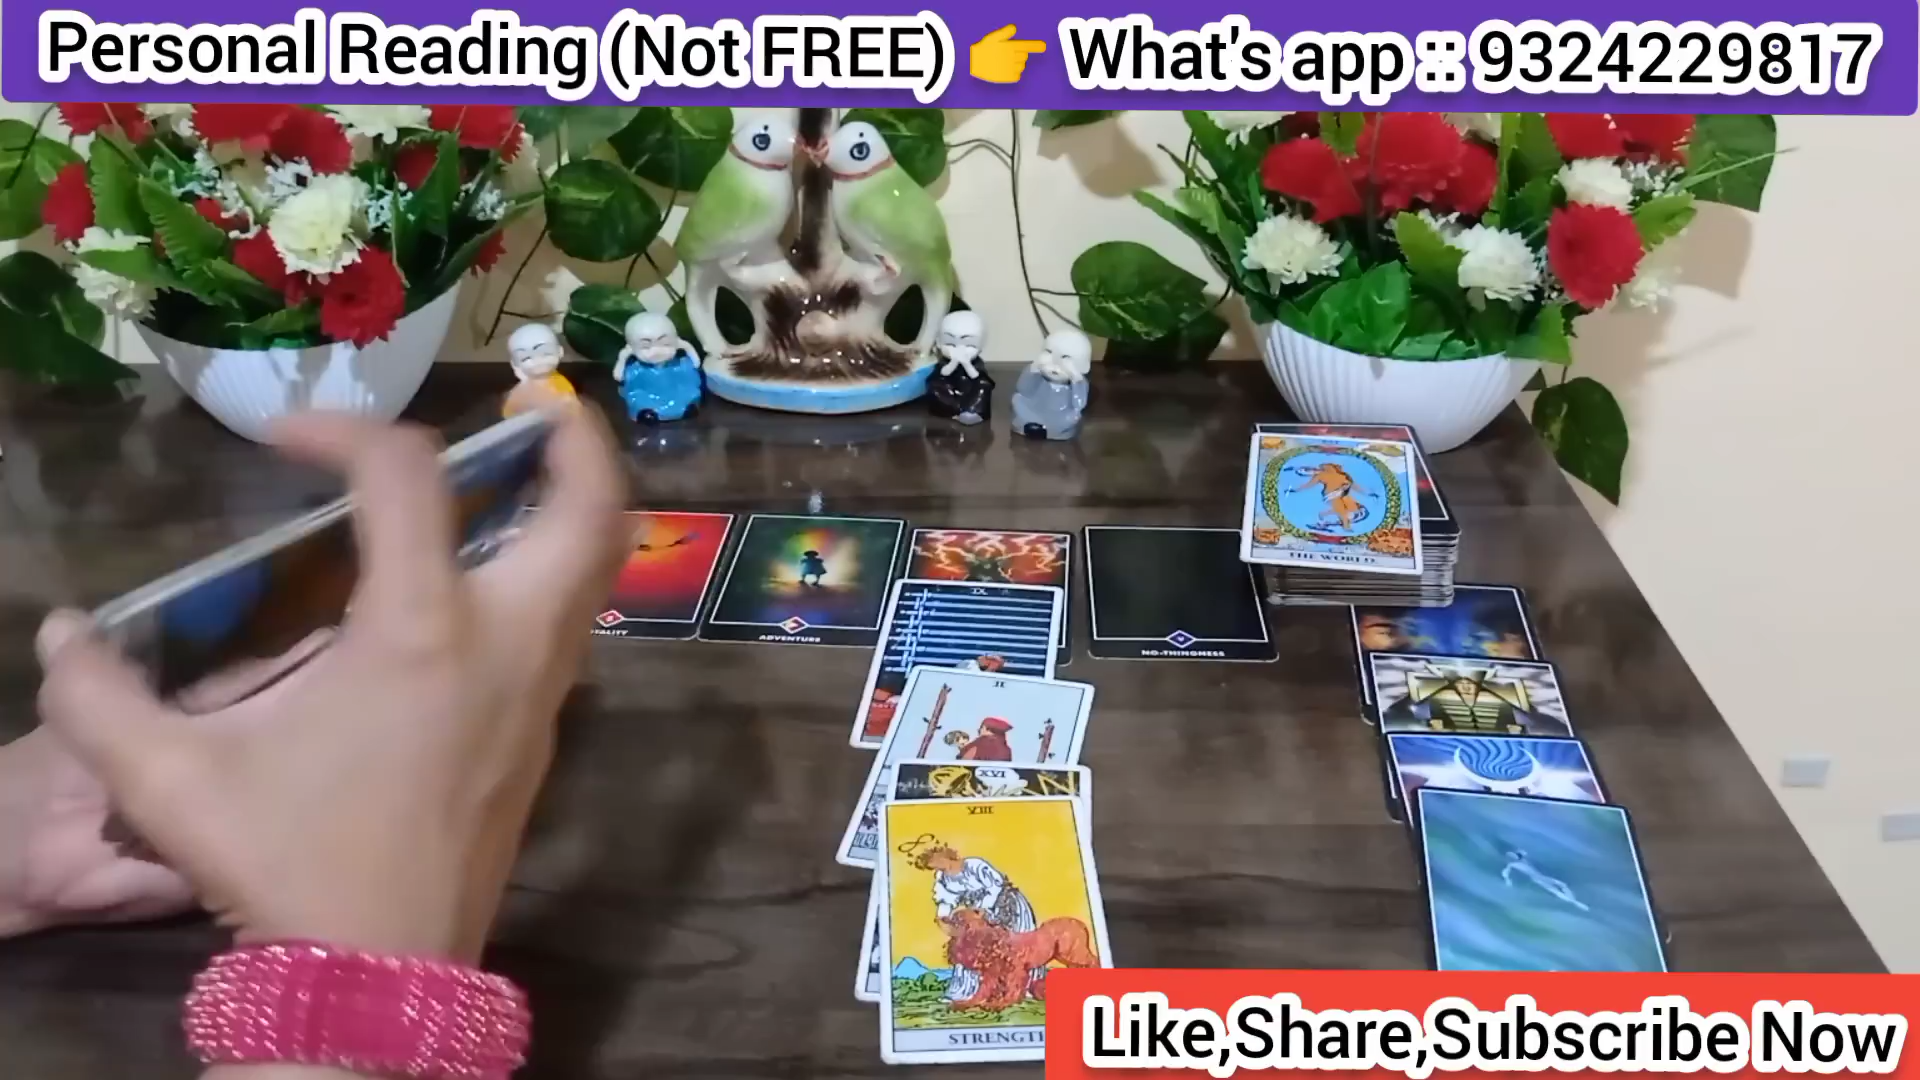 Personal Reading (Not FREE) 👉 What's app :: 9324229817
THE WORLD
ADVENTURE
NO-THINGNESS
IX
II
XVI
VIII
STRENGTH
Like,Share,Subscribe Now